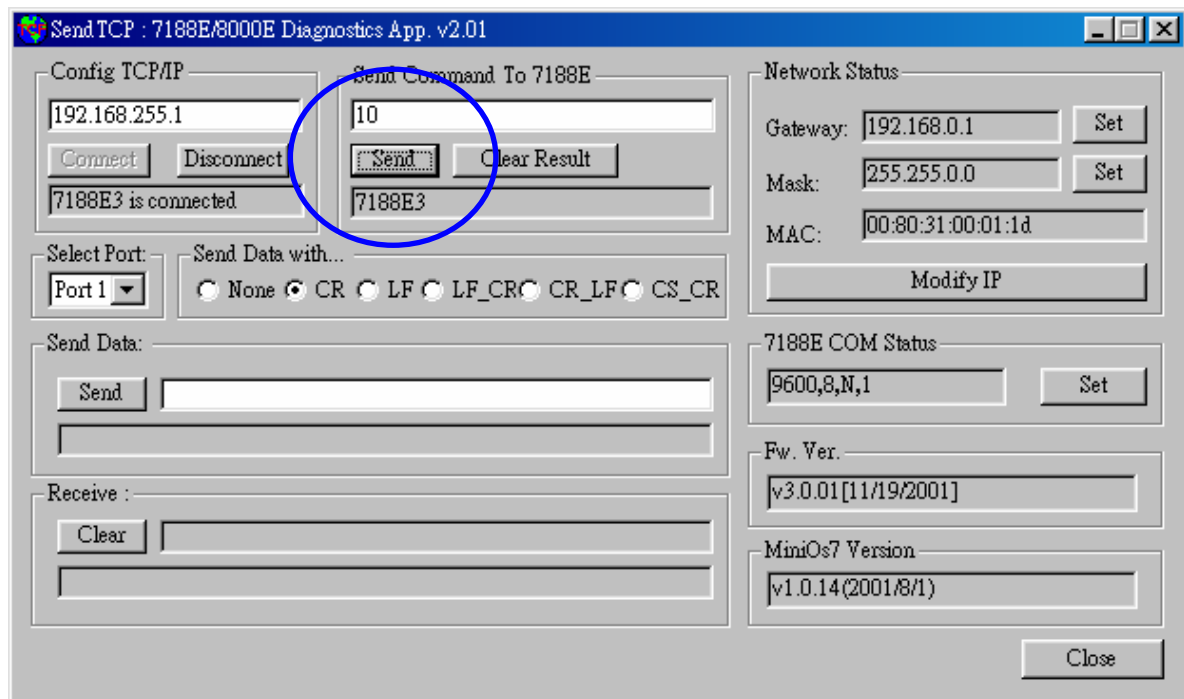 SendTCP : 7188E/8000E Diagnostics App. v2.01
Config TCP/IP
192.168.255.1
Connect Disconnect
7188E3 is connected
Send Command To 7188E
10
Send Clear Result
7188E3
Network Status
Gateway: 192.168.0.1 Set
Mask: 255.255.0.0 Set
MAC: 00:80:31:00:01:1d
Modify IP
Select Port:
Port 1
Send Data with...
None CR LF LF_CR CR_LF CS_CR
Send Data:
Send
Receive :
Clear
7188E COM Status
9600,8,N,1 Set
Fw. Ver.
v3.0.01[11/19/2001]
MiniOs7 Version
v1.0.14(2001/8/1)
Close